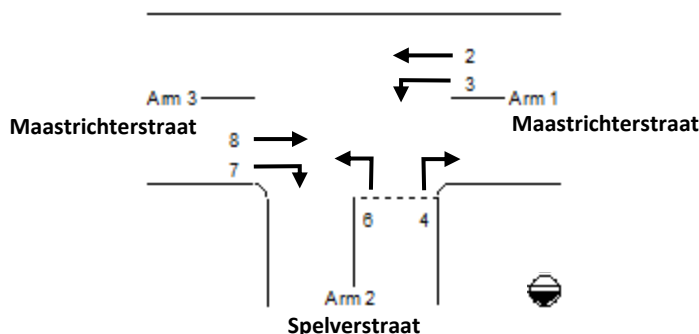 2
3
Arm 3
Arm 1
Maastrichterstraat
Maastrichterstraat
8
7
6
4
Arm 2
Spelverstraat